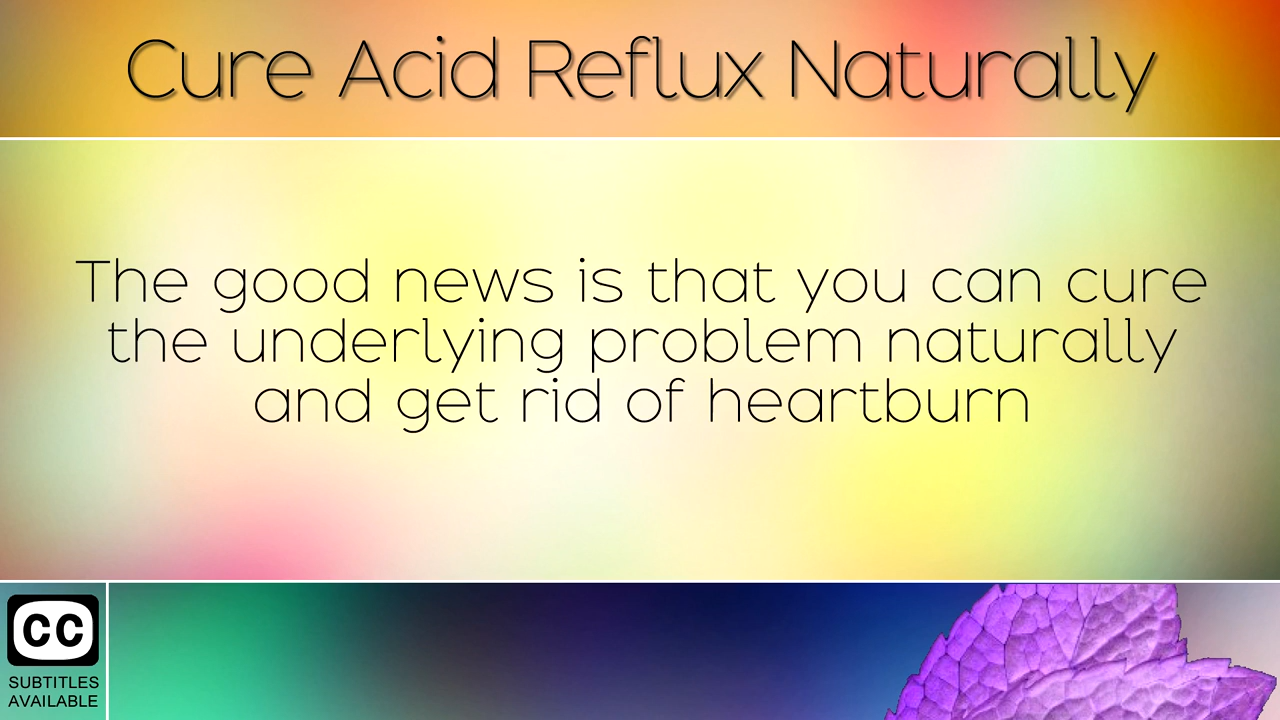 Cure Acid Reflux Naturally
The good news is that you can cure
the underlying problem naturally
and get rid of heartburn
CC
SUBTITLES
AVAILABLE